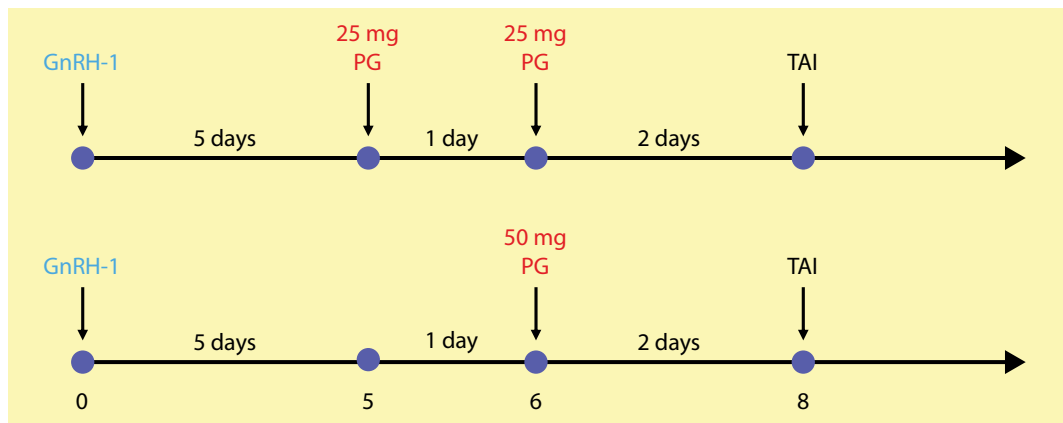 25 mg 25 mg
GnRH-1 PG PG TAI
5 days 1 day 2 days
50 mg
GnRH-1 PG TAI
5 days 1 day 2 days
0 5 6 8